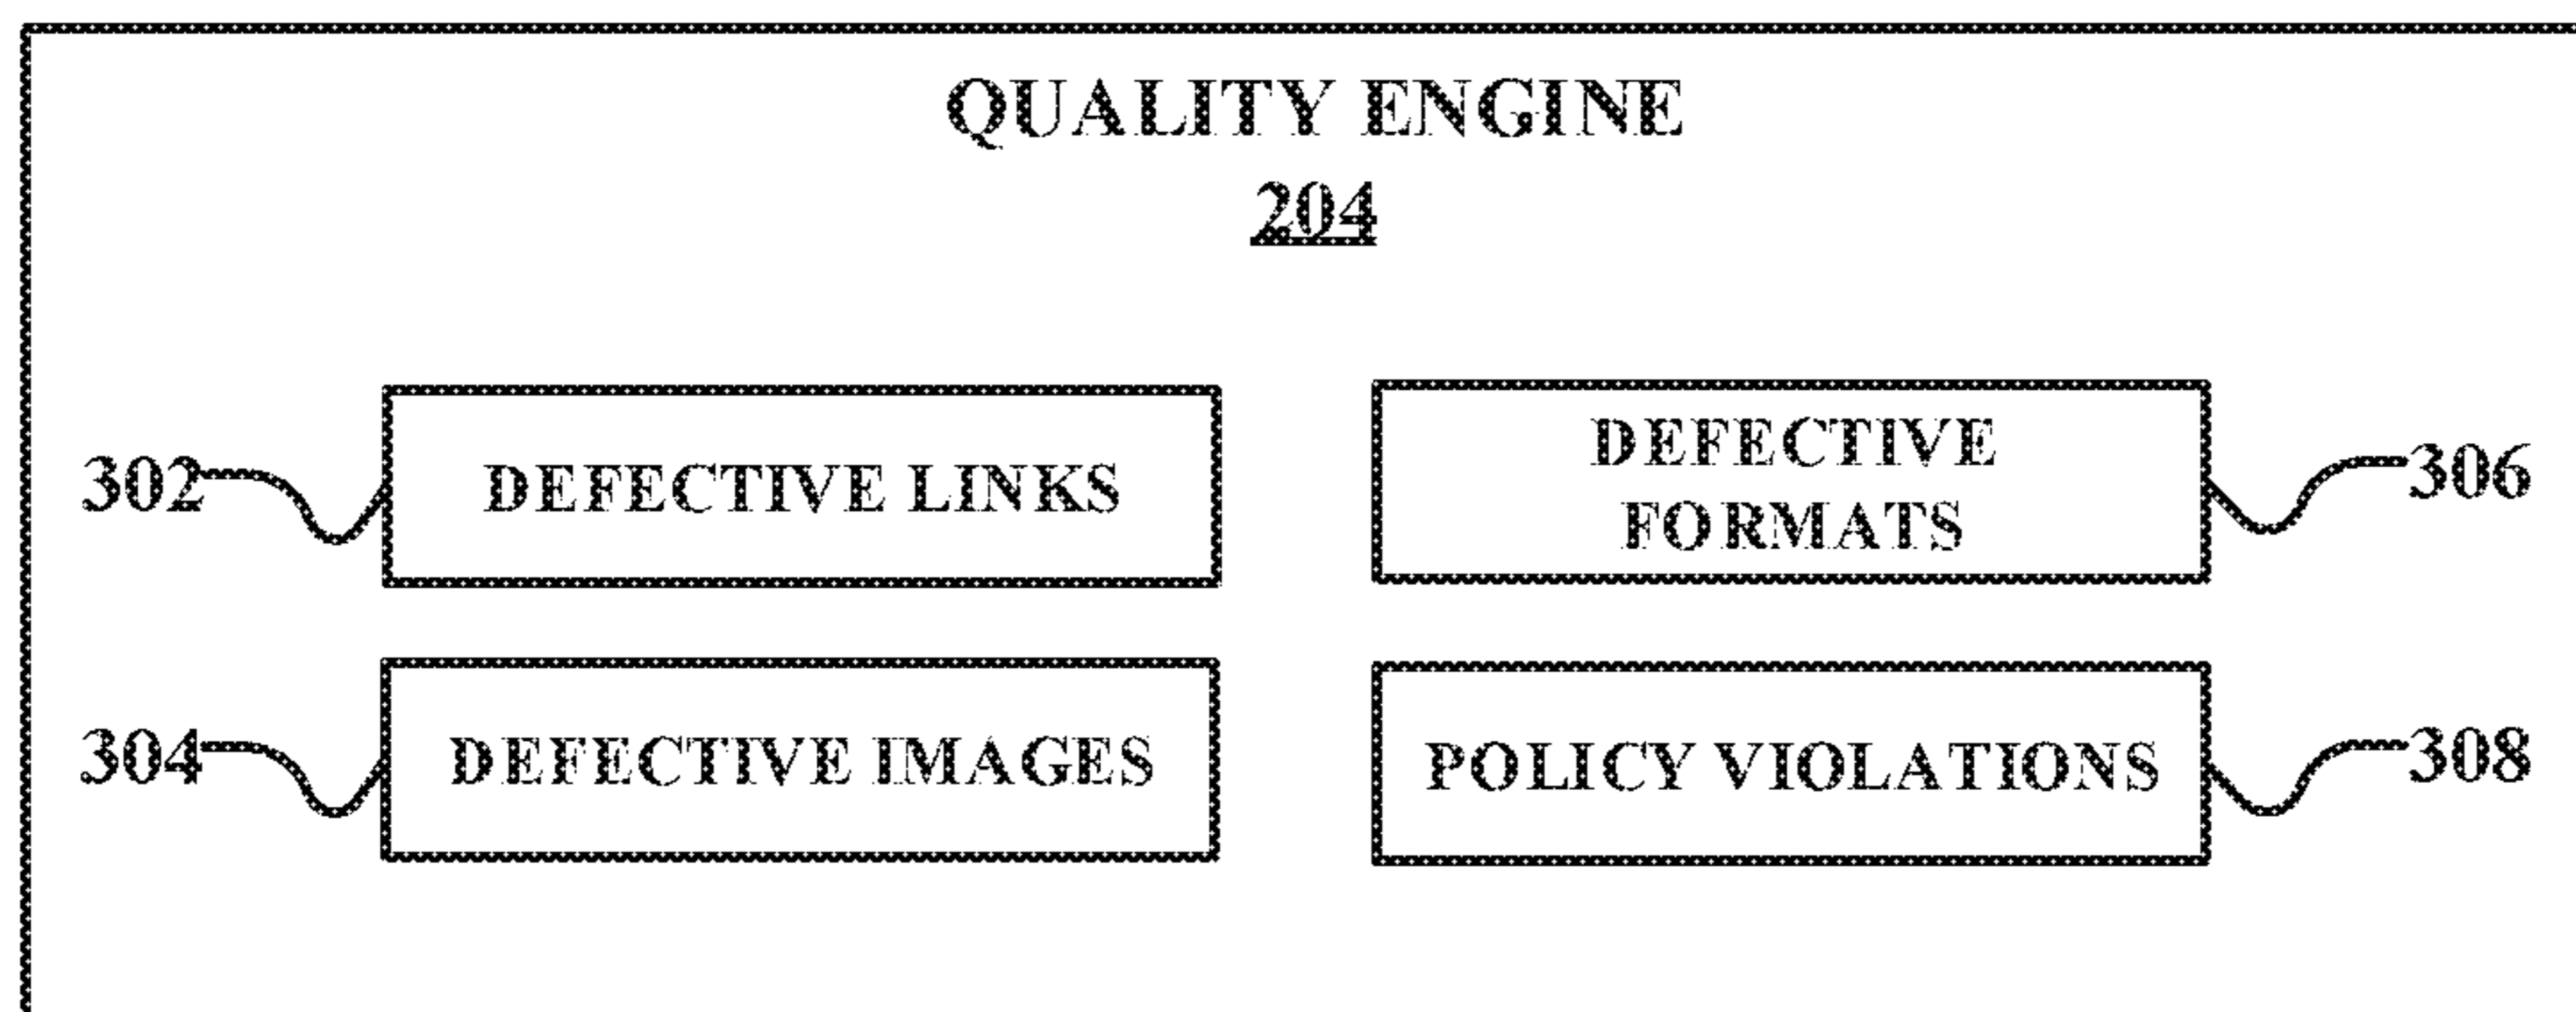 QUALITY ENGINE
204
302
DEFECTIVE LINKS
DEFECTIVE
FORMATS
306
304
DEFECTIVE IMAGES
POLICY VIOLATIONS
308